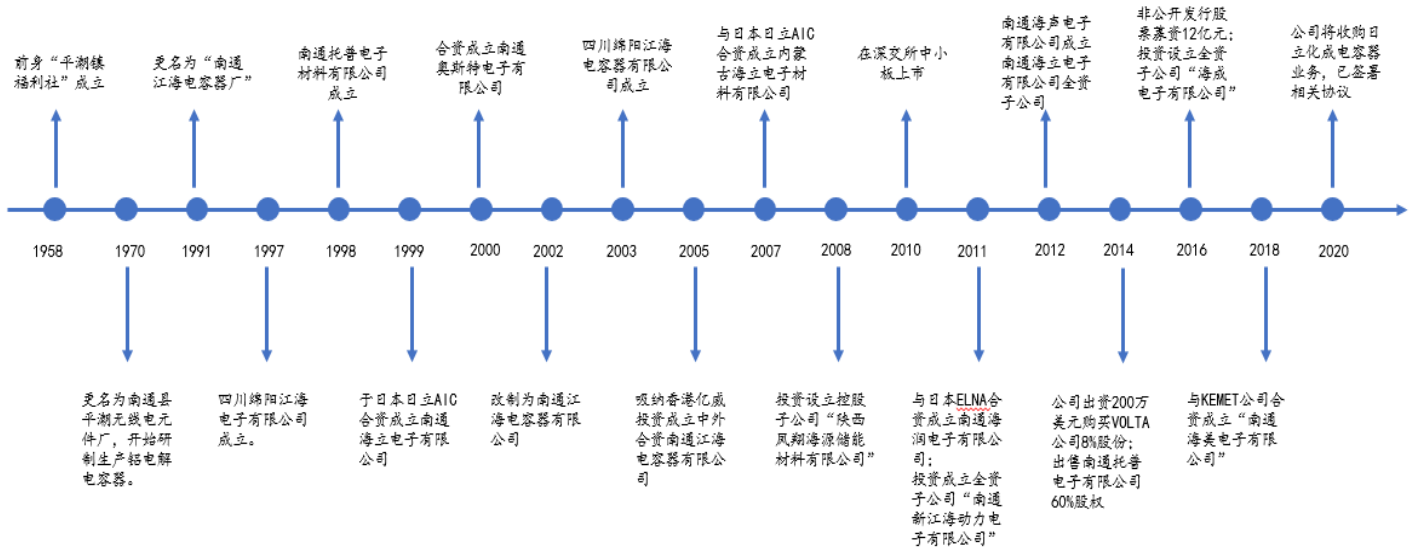 前身“平潮镇
福利社”成立
更名为“南通
江海电容器厂”
南通托普电子
材料有限公司
成立
合资成立南通
奥斯特电子有
限公司
四川绵阳江海
电容器有限公
司成立
与日本日立AIC
合资成立内蒙
古海立电子材
料有限公司
在深交所中小
板上市
南通海声电子
有限公司成立
南通海立电子
有限公司全资
子公司
非公开发行股
票募资12亿元；
投资设立全资
子公司“海成
电子有限公司”
公司将收购日
立化成电容器
业务，已签署
相关协议
1958
1970
1991
1997
1998
1999
2000
2002
2003
2005
2007
2008
2010
2011
2012
2014
2016
2018
2020
更名为南通县
平潮无线电元
件厂，开始研
制生产铝电解
电容器。
四川绵阳江海
电子有限公司
成立。
于日本日立AIC
合资成立南通
海立电子有限
公司
改制为南通江
海电容器有限
公司
吸纳香港亿威
投资成立中外
合资南通江海
电容器有限公
司
投资设立控股
子公司“陕西
凤翔海源储能
材料有限公司”
与日本ELNA合
资成立南通海
润电子有限公
司；
投资成立全资
子公司“南通
新江海动力电
子有限公司”
公司出资200万
美元购买VOLTA
公司8%股份；
出售南通托普
电子有限公司
60%股权
与KEMET公司合
资成立“南通
海美电子有限
公司”